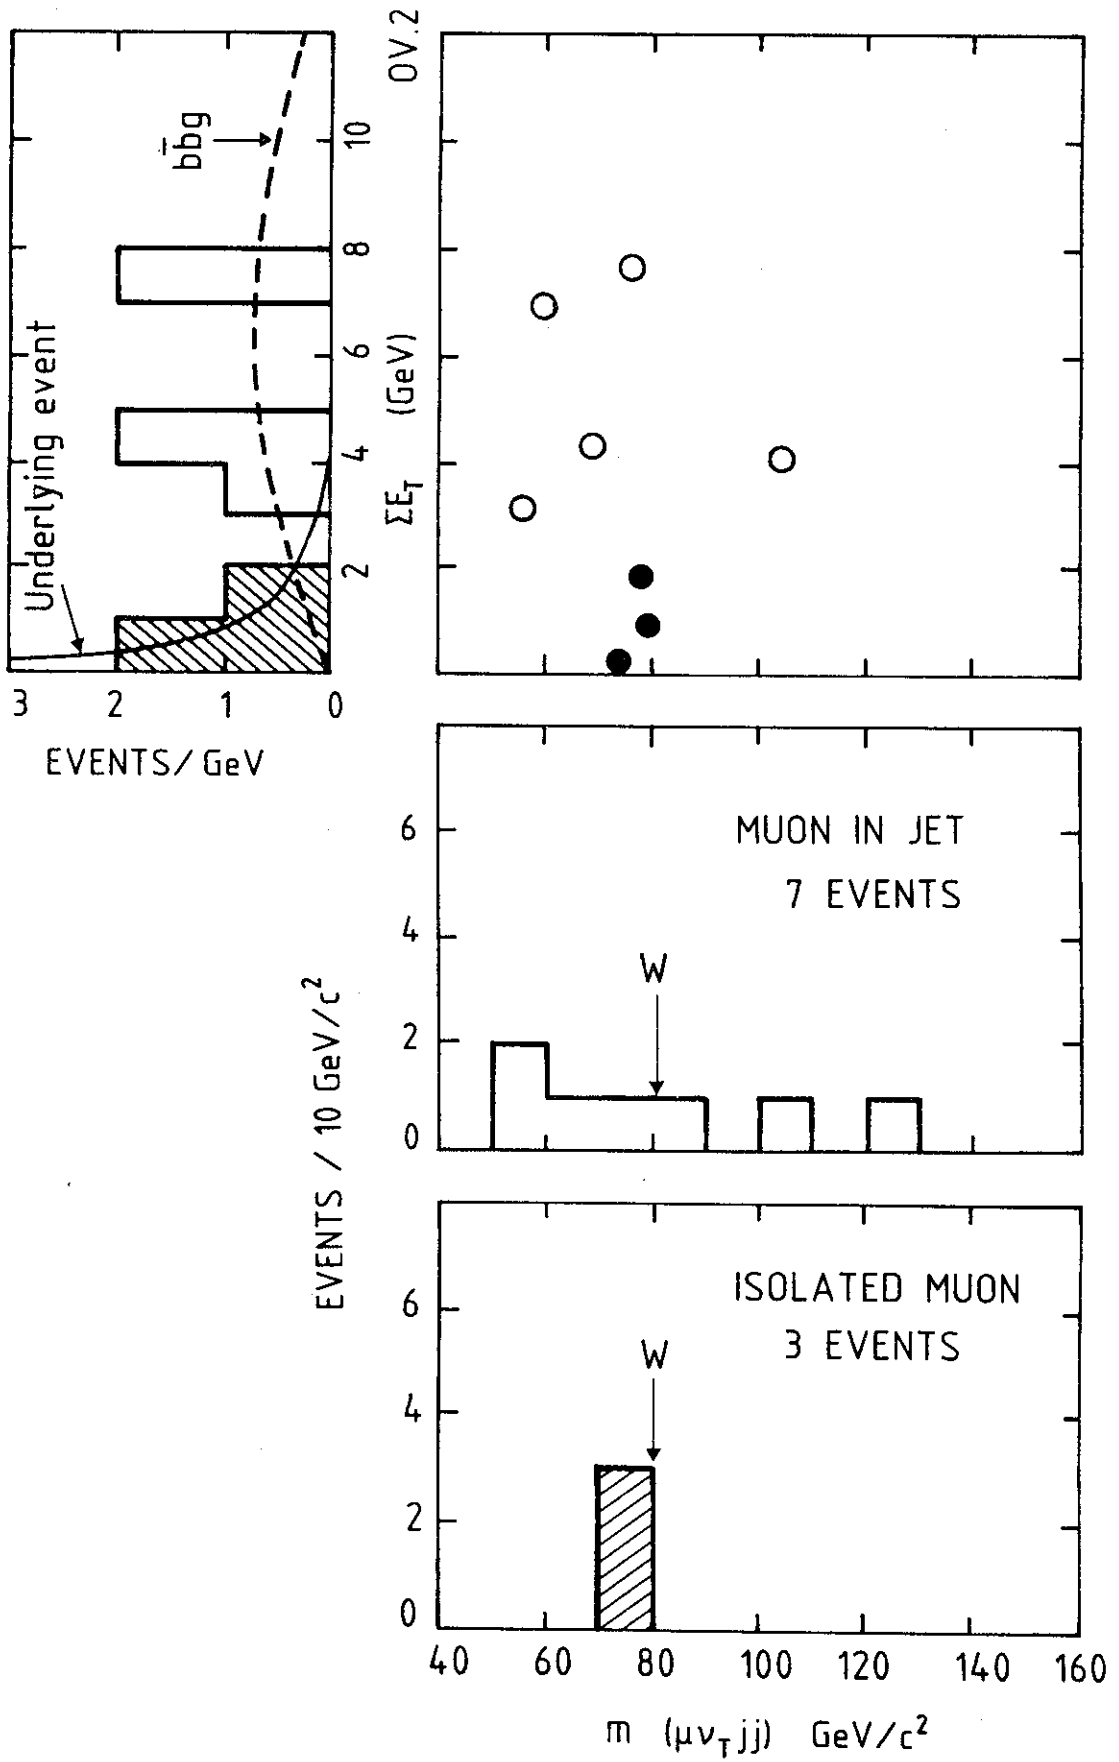 b̄bg
Underlying event
3 2 1 0
EVENTS/GeV
2 4 6 8 10 OV.2
ΣE_T (GeV)
MUON IN JET
7 EVENTS
W
6
4
2
0
EVENTS / 10 GeV/c²
ISOLATED MUON
3 EVENTS
W
6
4
2
0
40 60 80 100 120 140 160
m (μν_T jj) GeV/c²